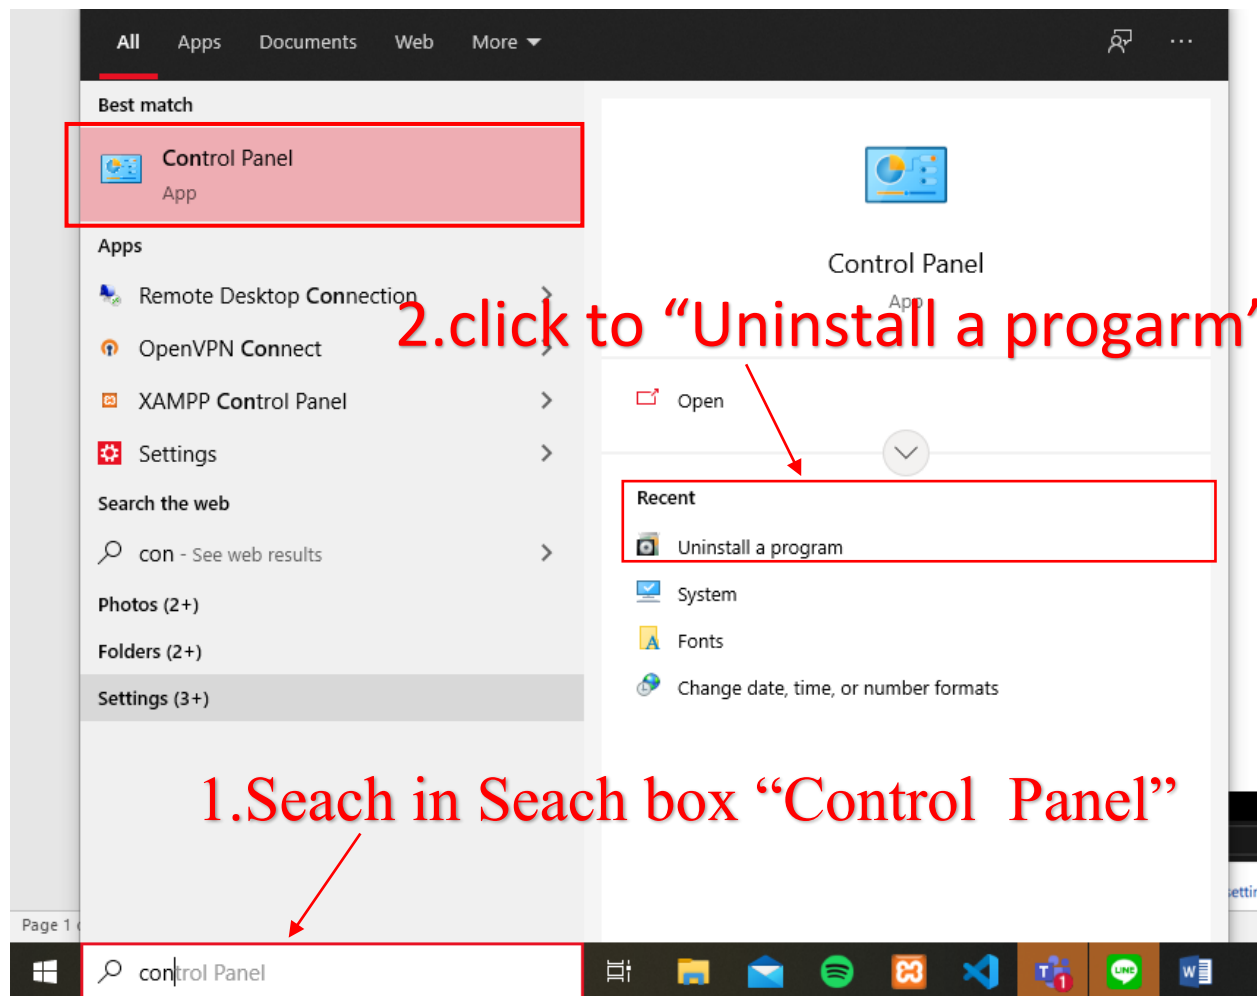 All Apps Documents Web More
Best match
Control Panel
App
Apps
Remote Desktop Connection
OpenVPN Connect
XAMPP Control Panel
Settings
Search the web
con - See web results
Photos (2+)
Folders (2+)
Settings (3+)
Control Panel
App
2.click to “Uninstall a progarm”
Open
Recent
Uninstall a program
System
Fonts
Change date, time, or number formats
1.Seach in Seach box “Control Panel”
Page 1
control Panel
1
LINE